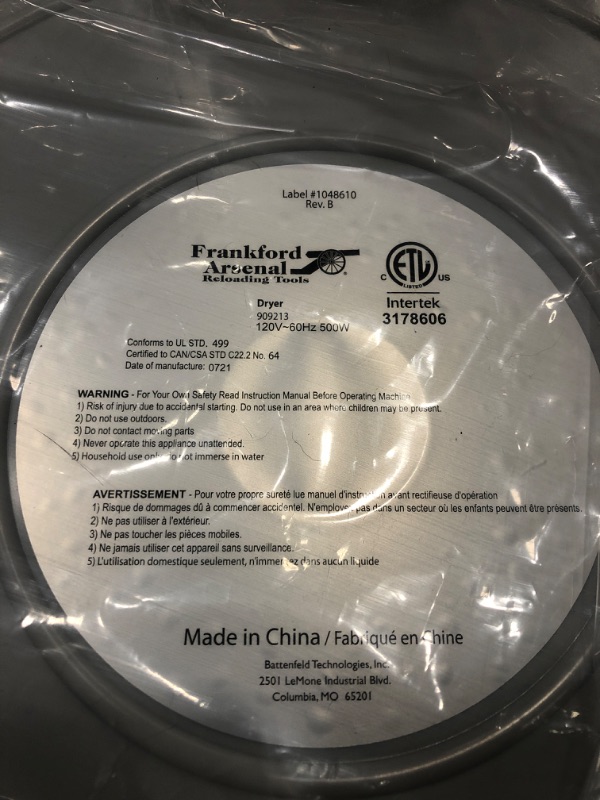 Label #1048610
Rev. B
Frankford
Arsenal
Reloading Tools
C ETL US
LISTED
Intertek
3178606
Dryer
909213
120V~60Hz 500W
Conforms to UL STD. 499
Certified to CAN/CSA STD C22.2 No. 64
Date of manufacture: 0721
WARNING - For Your Own Safety Read Instruction Manual Before Operating Machine
1) Risk of injury due to accidental starting. Do not use in an area where children may be present.
2) Do not use outdoors.
3) Do not contact moving parts
4) Never operate this appliance unattended.
5) Household use only do not immerse in water
AVERTISSEMENT - Pour votre propre sureté lue manuel d'instruction avant rectifieuse d'opération
1) Risque de dommages dû à commencer accidentel. N'employez pas dans un secteur où les enfants peuvent être présents.
2) Ne pas utiliser à l'extérieur.
3) Ne pas toucher les pièces mobiles.
4) Ne jamais utiliser cet appareil sans surveillance.
5) L'utilisation domestique seulement, n'immergez dans aucun liquide
Made in China / Fabriqué en Chine
Battenfeld Technologies, Inc.
2501 LeMone Industrial Blvd.
Columbia, MO 65201